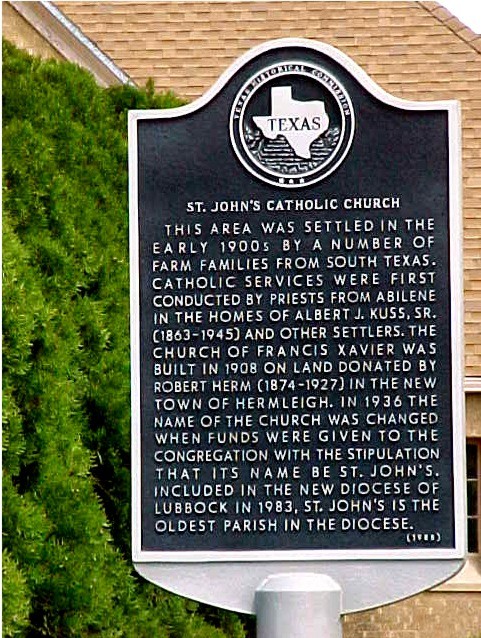 TEXAS HISTORICAL COMMISSION
TEXAS
ST. JOHN'S CATHOLIC CHURCH
THIS AREA WAS SETTLED IN THE
EARLY 1900s BY A NUMBER OF
FARM FAMILIES FROM SOUTH TEXAS.
CATHOLIC SERVICES WERE FIRST
CONDUCTED BY PRIESTS FROM ABILENE
IN THE HOMES OF ALBERT J. KUSS, SR.
(1863-1945) AND OTHER SETTLERS. THE
CHURCH OF FRANCIS XAVIER WAS
BUILT IN 1908 ON LAND DONATED BY
ROBERT HERM (1874-1927) IN THE NEW
TOWN OF HERMLEIGH. IN 1936 THE
NAME OF THE CHURCH WAS CHANGED
WHEN FUNDS WERE GIVEN TO THE
CONGREGATION WITH THE STIPULATION
THAT ITS NAME BE ST. JOHN'S.
INCLUDED IN THE NEW DIOCESE OF
LUBBOCK IN 1983, ST. JOHN'S IS THE
OLDEST PARISH IN THE DIOCESE.